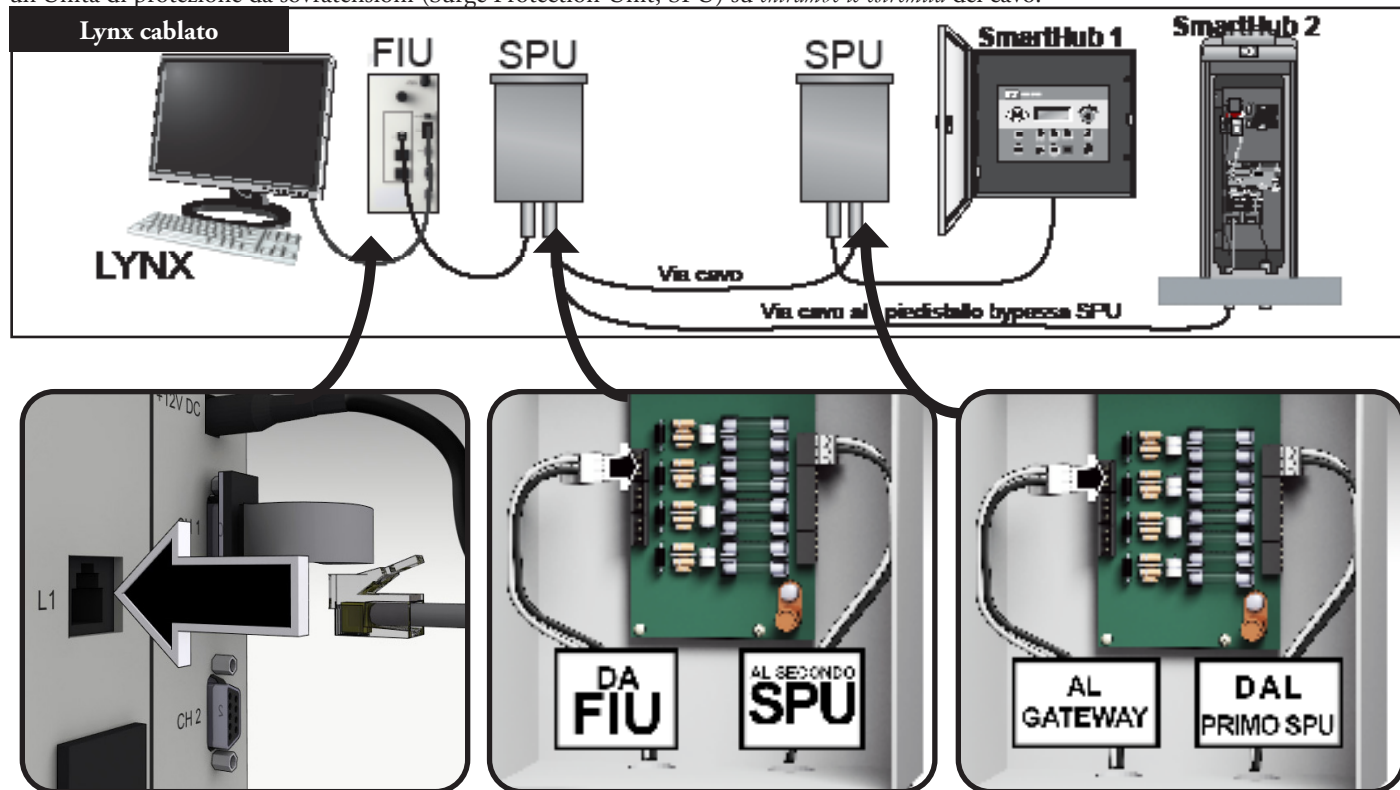 un'Unità di protezione da sovratensioni (Surge Protection Unit, SPU) su entrambe le estremità del cavo.
Lynx cablato
FIU
SPU
SPU
SmartHub 1
SmartHub 2
LYNX
Via cavo
Via cavo al piedistallo bypassa SPU
+12V DC
CH 1
L1
CH 2
DA
FIU
AL SECONDO
SPU
AL
GATEWAY
DAL
PRIMO SPU